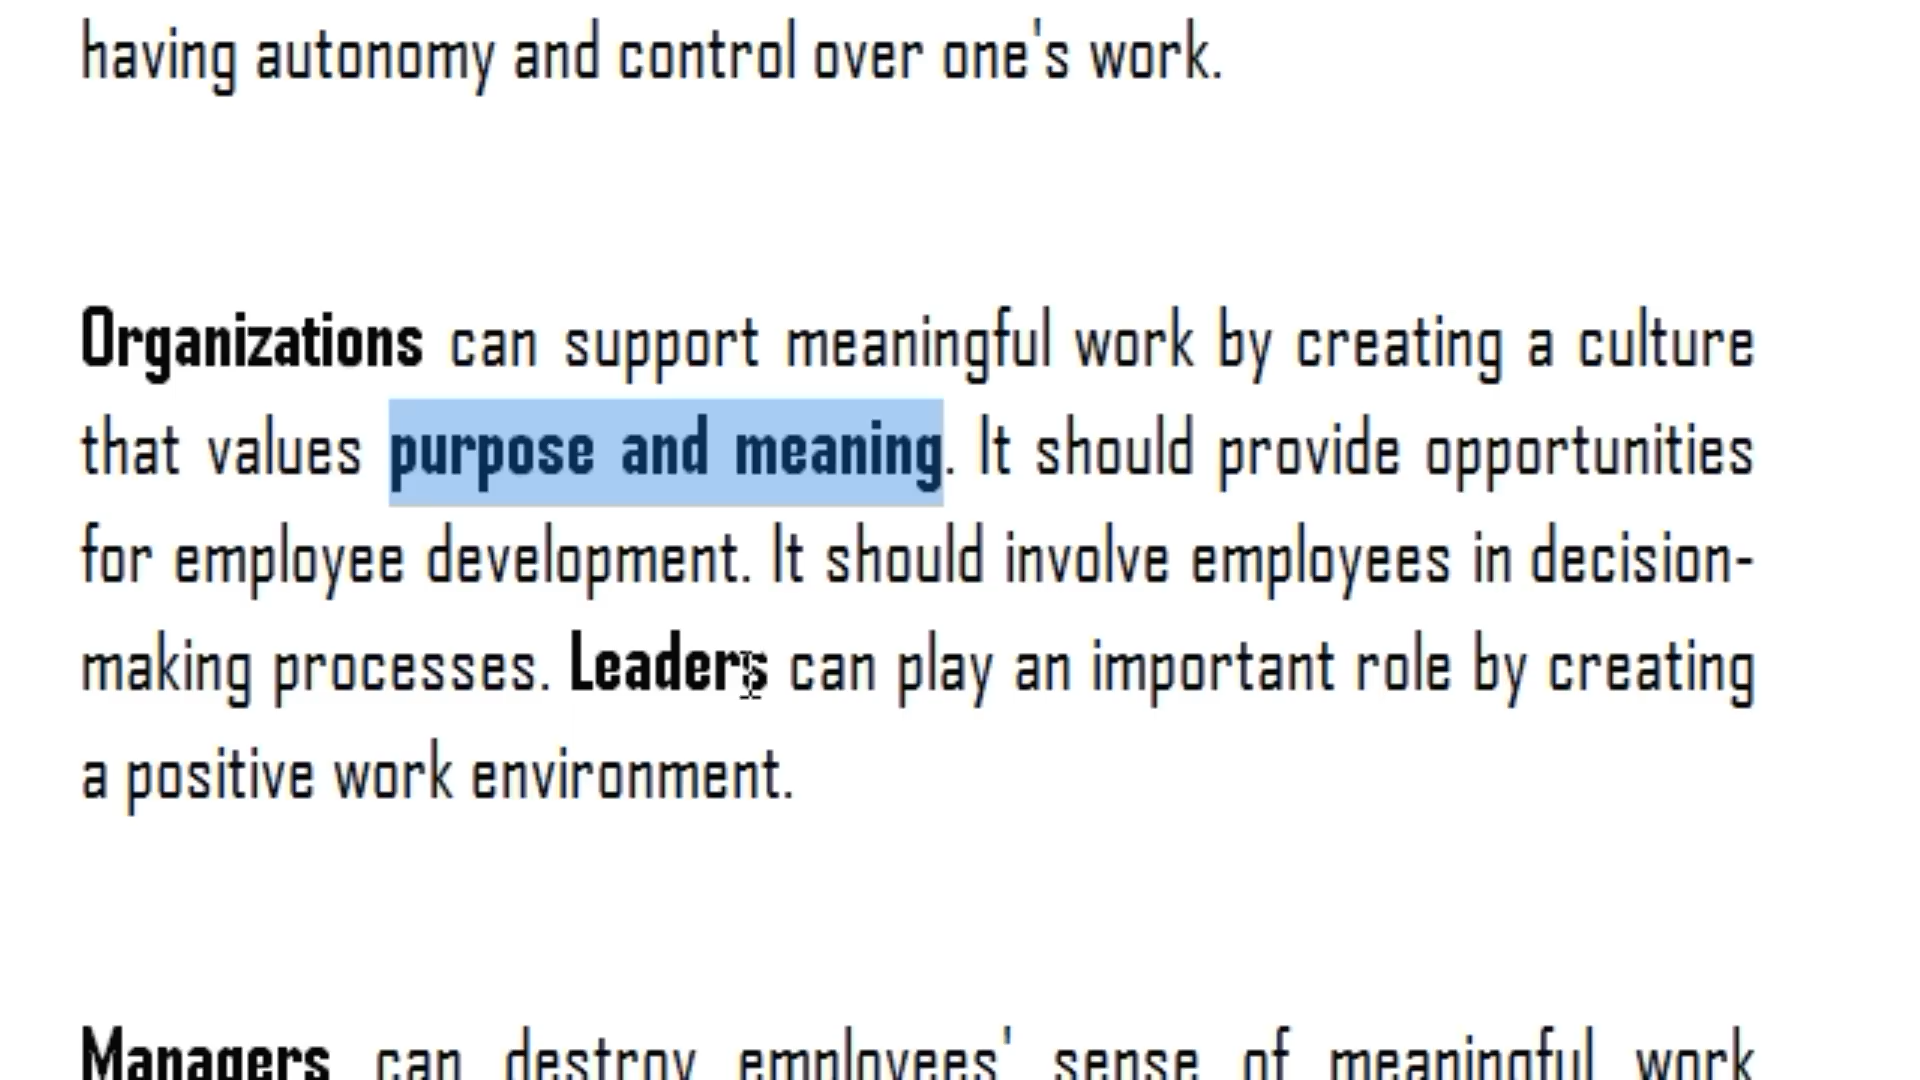 having autonomy and control over one's work.
Organizations can support meaningful work by creating a culture
that values purpose and meaning. It should provide opportunities
for employee development. It should involve employees in decision-
making processes. Leaders can play an important role by creating
a positive work environment.
Managers can destroy employees' sense of meaningful work